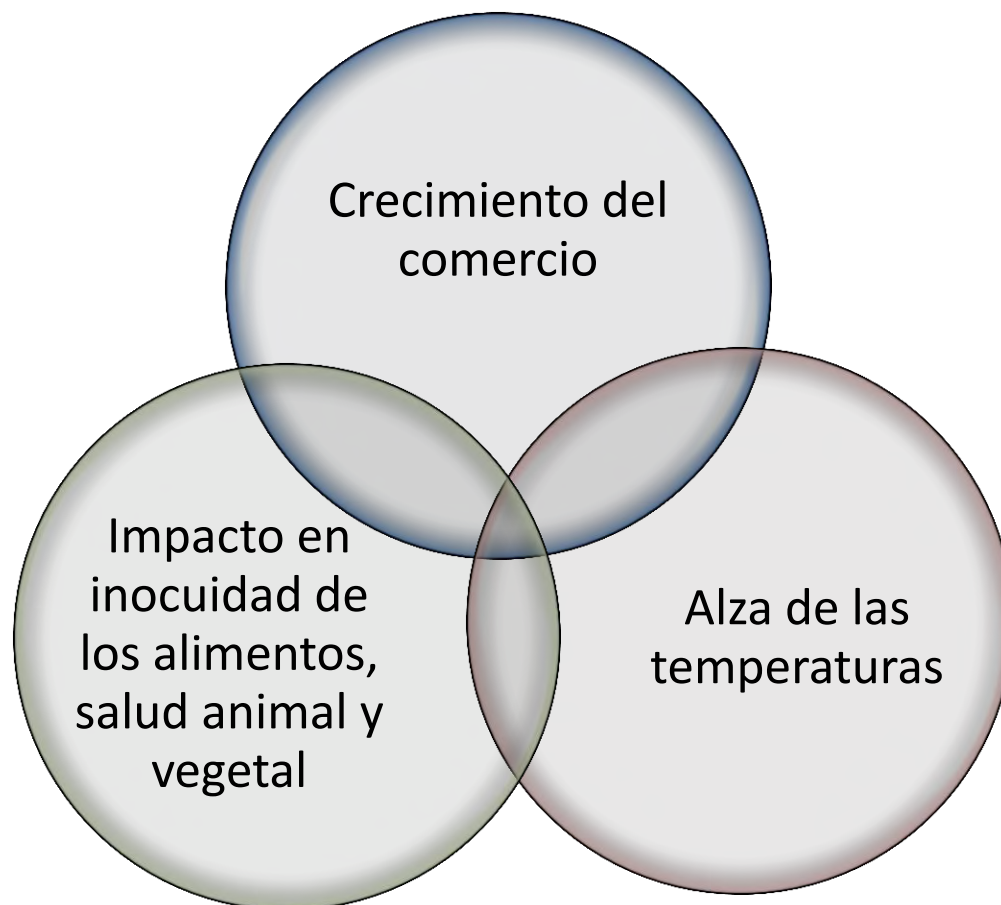 Crecimiento del
comercio
Impacto en
inocuidad de
los alimentos,
salud animal y
vegetal
Alza de las
temperaturas